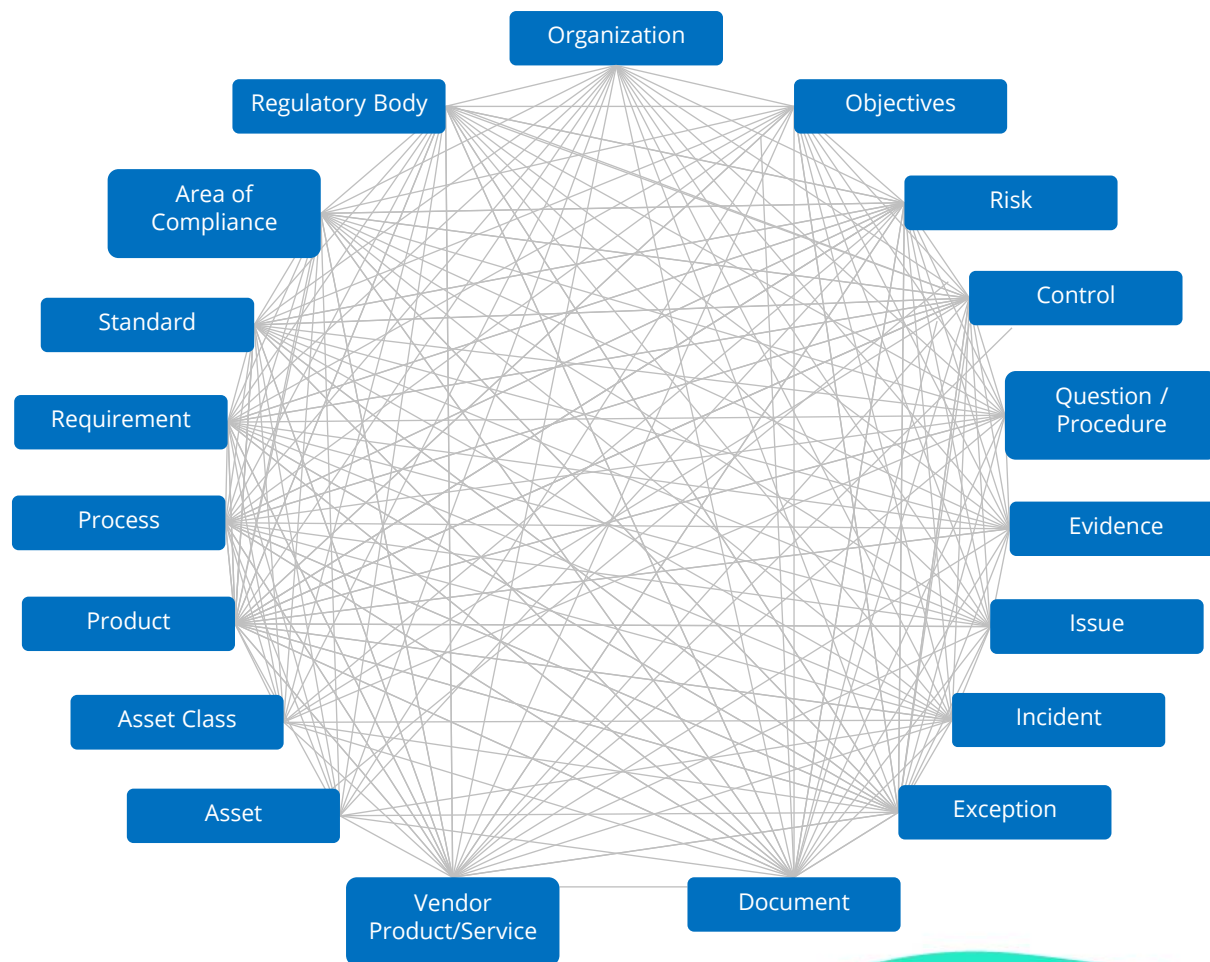 Organization
Regulatory Body
Objectives
Area of
Compliance
Risk
Control
Standard
Question /
Procedure
Requirement
Process
Evidence
Product
Issue
Asset Class
Incident
Asset
Exception
Vendor
Product/Service
Document